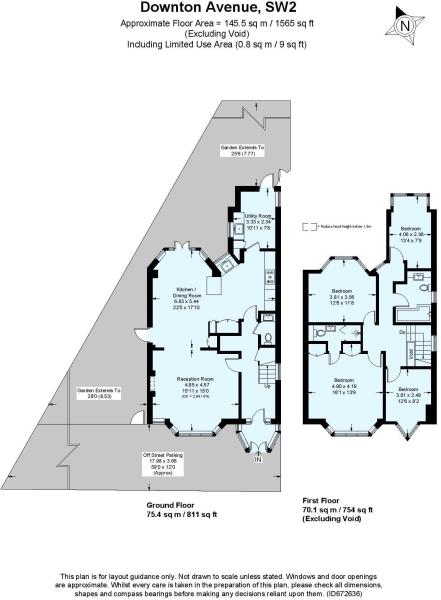 Downton Avenue, SW2
Approximate Floor Area = 145.5 sq m / 1565 sq ft
(Excluding Void)
Including Limited Use Area (0.8 sq m / 9 sq ft)
N
Garden Extends To
25'6 (7.77)
Utility Room
3.33 x 2.34
10'11 x 7'8
= Reduced head height below 1.5m
Bedroom
4.06 x 2.36
13'4 x 7'9
Kitchen /
Dining Room
6.83 x 5.44
22'5 x 17'10
Bedroom
3.81 x 3.56
12'6 x 11'8
Dn
Void
Reception Room
4.85 x 4.57
15'11 x 15'0
Up
Bedroom
4.90 x 4.19
16'1 x 13'9
Bedroom
3.81 x 2.49
12'6 x 8'2
Garden Extends To
28'0 (8.53)
Off Street Parking
17.98 x 3.66
59'0 x 12'0
(Approx)
IN
Ground Floor
75.4 sq m / 811 sq ft
First Floor
70.1 sq m / 754 sq ft
(Excluding Void)
This plan is for layout guidance only. Not drawn to scale unless stated. Windows and door openings
are approximate. Whilst every care is taken in the preparation of this plan, please check all dimensions,
shapes and compass bearings before making any decisions reliant upon them. (ID672636)